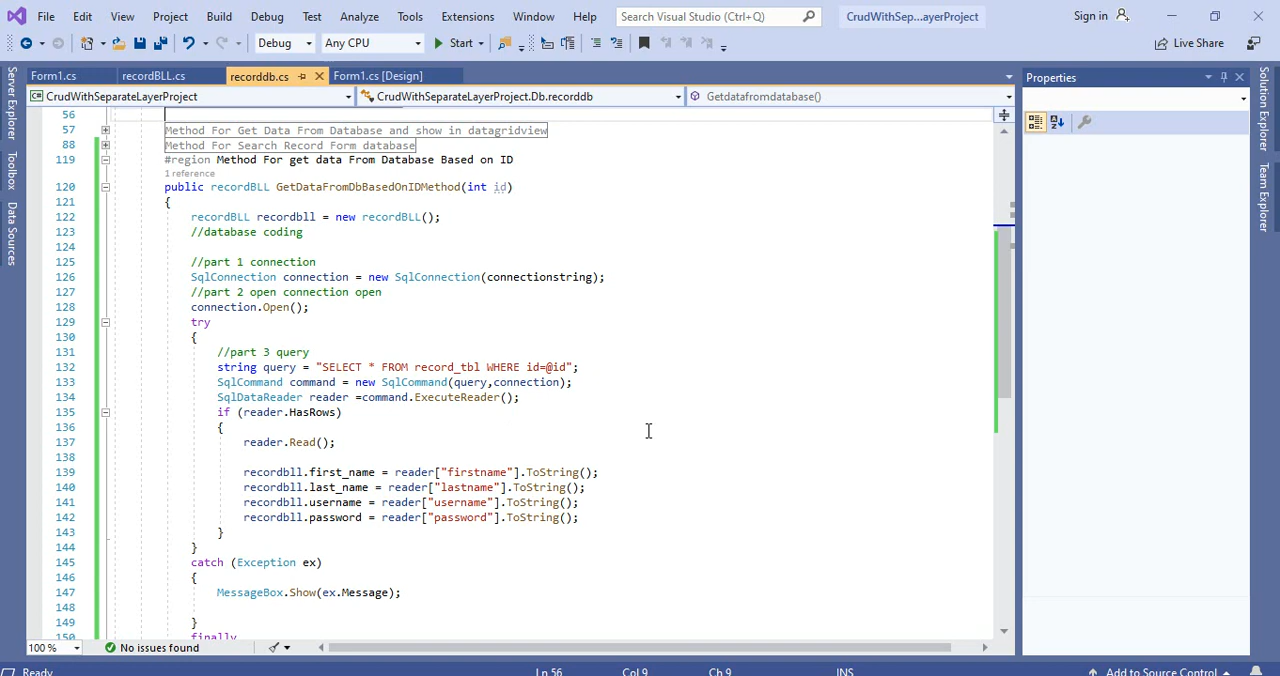 File Edit View Project Build Debug Test Analyze Tools Extensions Window Help Search Visual Studio (Ctrl+Q) CrudWithSep...ayerProject Sign in
Debug Any CPU Start Live Share
Form1.cs recordBLL.cs recorddb.cs Form1.cs [Design] Properties
CrudWithSeparateLayerProject CrudWithSeparateLayerProject.Db.recorddb Getdatafromdatabase()
Server Explorer
Toolbox
Data Sources
56
57 Method For Get Data From Database and show in datagridview
88 Method For Search Record Form database
119 #region Method For get data From Database Based on ID
1 reference
120 public recordBLL GetDataFromDbBasedOnIDMethod(int id)
121 {
122 recordBLL recordbll = new recordBLL();
123 //database coding
124
125 //part 1 connection
126 SqlConnection connection = new SqlConnection(connectionstring);
127 //part 2 open connection open
128 connection.Open();
129 try
130 {
131 //part 3 query
132 string query = "SELECT * FROM record_tbl WHERE id=@id";
133 SqlCommand command = new SqlCommand(query,connection);
134 SqlDataReader reader =command.ExecuteReader();
135 if (reader.HasRows)
136 {
137 reader.Read();
138
139 recordbll.first_name = reader["firstname"].ToString();
140 recordbll.last_name = reader["lastname"].ToString();
141 recordbll.username = reader["username"].ToString();
142 recordbll.password = reader["password"].ToString();
143 }
144 }
145 catch (Exception ex)
146 {
147 MessageBox.Show(ex.Message);
148
149 }
150 finally
Solution Explorer
Team Explorer
100 % No issues found
Ready Ln 56 Col 9 Ch 9 INS Add to Source Control